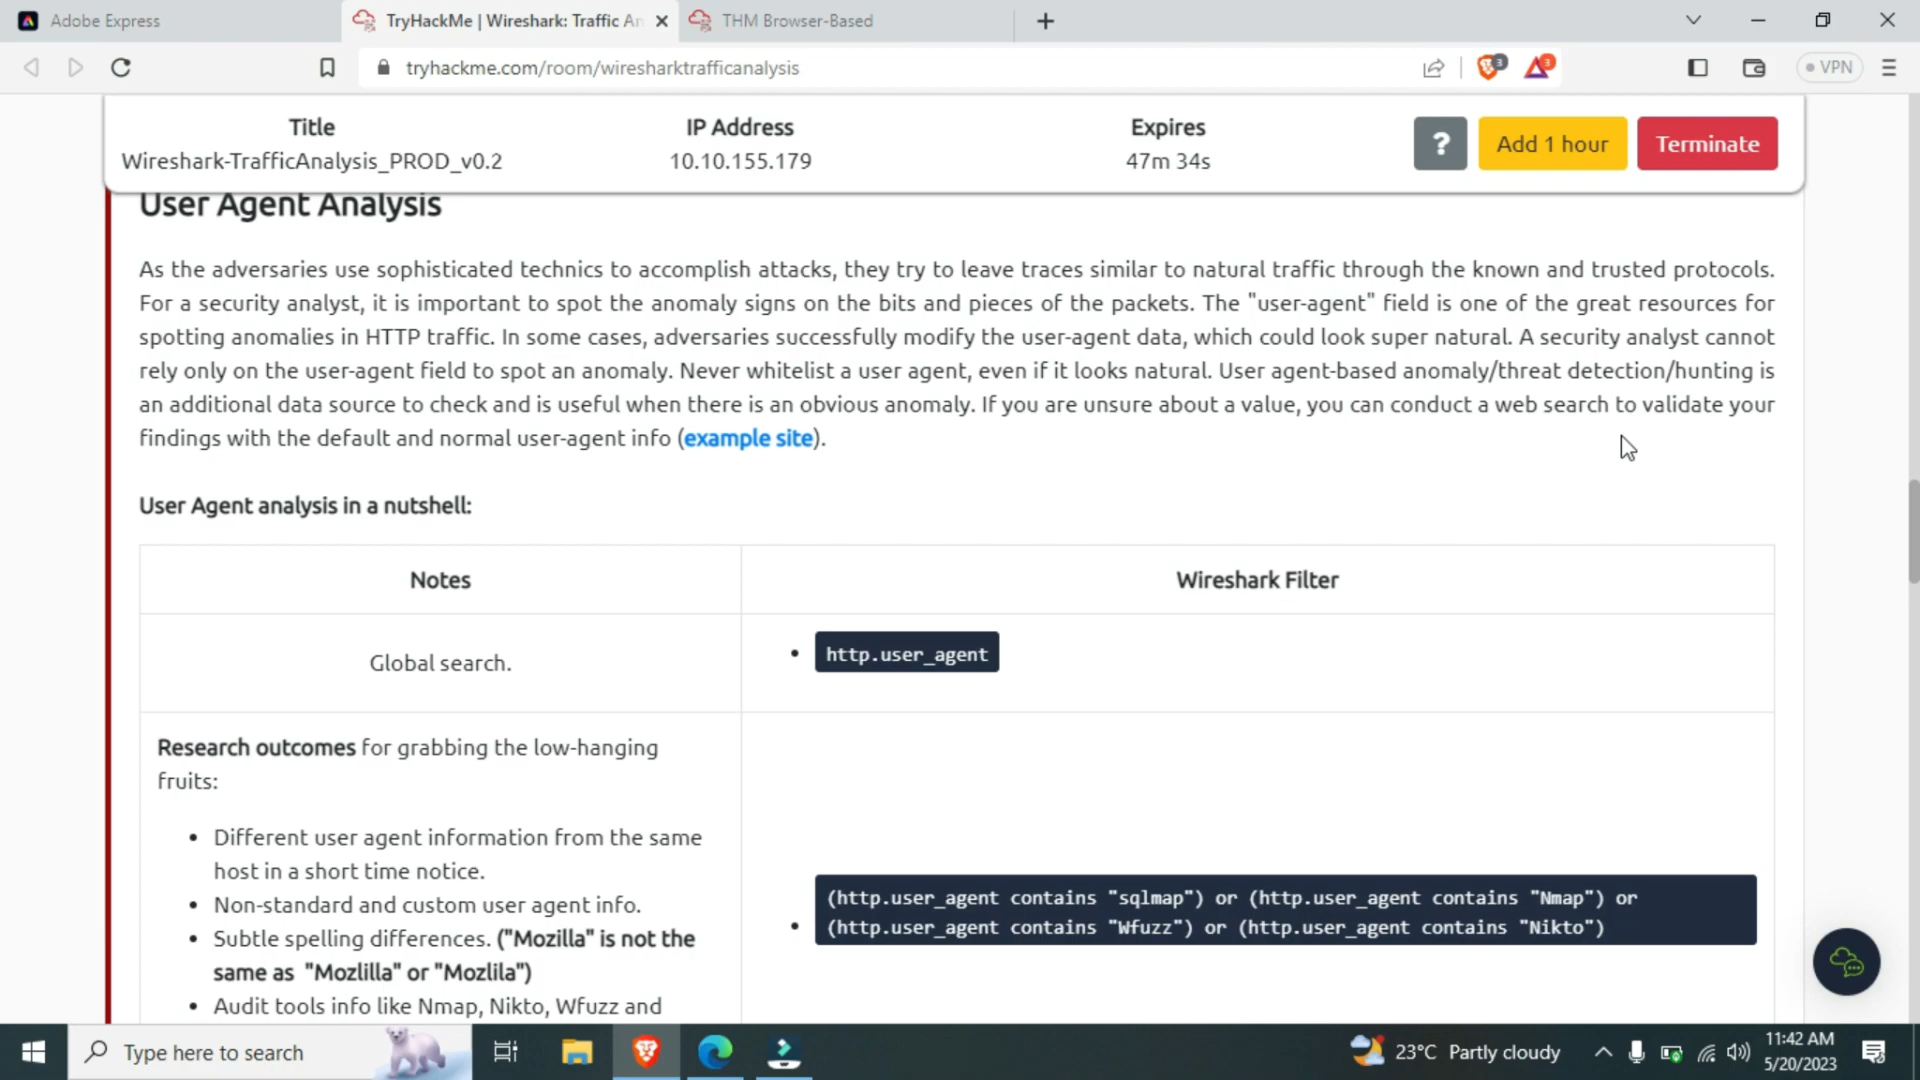 Adobe Express
TryHackMe | Wireshark: Traffic An
THM Browser-Based
tryhackme.com/room/wiresharktrafficanalysis
3
3
VPN
Title
IP Address
Expires
Wireshark-TrafficAnalysis_PROD_v0.2
10.10.155.179
47m 34s
?
Add 1 hour
Terminate
User Agent Analysis
As the adversaries use sophisticated technics to accomplish attacks, they try to leave traces similar to natural traffic through the known and trusted protocols.
For a security analyst, it is important to spot the anomaly signs on the bits and pieces of the packets. The "user-agent" field is one of the great resources for
spotting anomalies in HTTP traffic. In some cases, adversaries successfully modify the user-agent data, which could look super natural. A security analyst cannot
rely only on the user-agent field to spot an anomaly. Never whitelist a user agent, even if it looks natural. User agent-based anomaly/threat detection/hunting is
an additional data source to check and is useful when there is an obvious anomaly. If you are unsure about a value, you can conduct a web search to validate your
findings with the default and normal user-agent info (example site).
User Agent analysis in a nutshell:
Notes
Wireshark Filter
Global search.
• http.user_agent
Research outcomes for grabbing the low-hanging
fruits:
• Different user agent information from the same
host in a short time notice.
• Non-standard and custom user agent info.
• Subtle spelling differences. ("Mozilla" is not the
same as "Mozlilla" or "Mozlila")
• Audit tools info like Nmap, Nikto, Wfuzz and
• (http.user_agent contains "sqlmap") or (http.user_agent contains "Nmap") or
(http.user_agent contains "Wfuzz") or (http.user_agent contains "Nikto")
Type here to search
23°C Partly cloudy
11:42 AM
5/20/2023